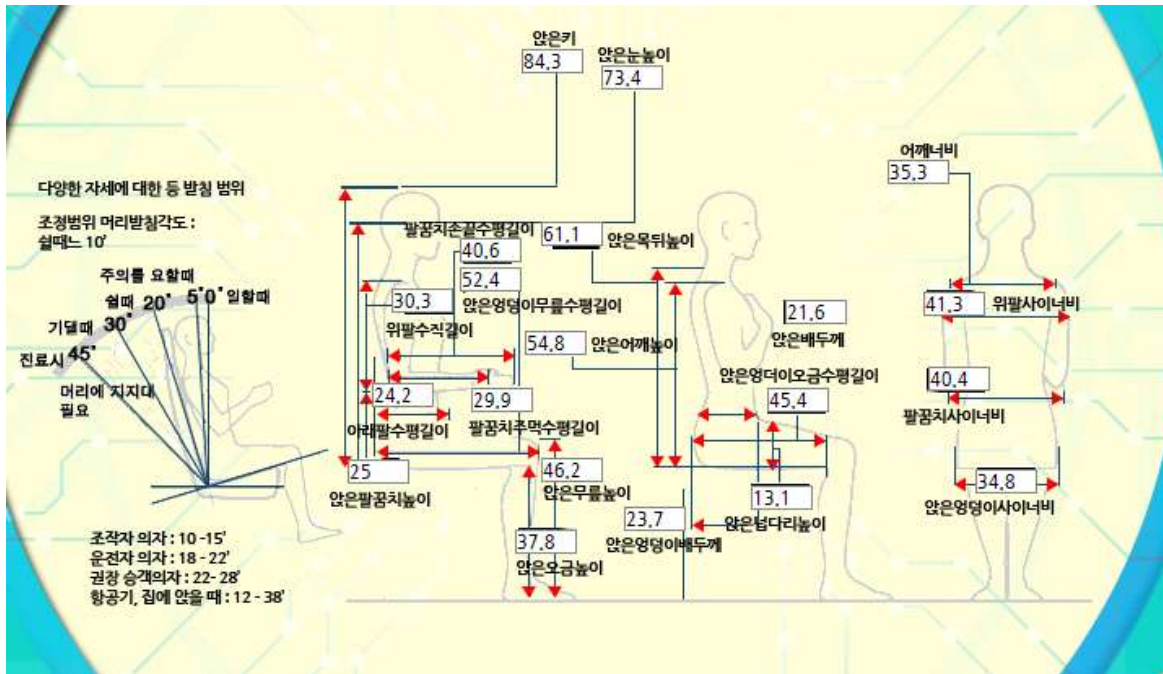 앉은키
84,3
앉은눈높이
73,4
어깨너비
35,3
다양한 자세에 대한 등 받침 범위
조정범위 머리받침각도 :
쉴때느 10'
팔꿈치손끝수평길이
40,6
61,1
앉은목뒤높이
52,4
앉은엉덩이무릎수평길이
30,3
위팔수직길이
주의를 요할때
쉴때 20° 5°0° 일할때
기댈때 30°
진료시 45°
머리에 지지대
필요
21,6
앉은배두께
41,3
위팔사이너비
54,8
앉은어깨높이
앉은엉더이오금수평길이
45,4
40,4
팔꿈치사이너비
24,2
아래팔수평길이
29,9
팔꿈치주먹수평길이
25
앉은팔꿈치높이
46,2
앉은무릎높이
13,1
앉은넙다리높이
34,8
앉은엉덩이사이너비
23,7
앉은엉덩이배두께
37,8
앉은오금높이
조작자 의자 : 10 -15'
운전자 의자 : 18 - 22'
권장 승객의자 : 22- 28'
항공기, 집에 앉을 때 : 12 - 38'